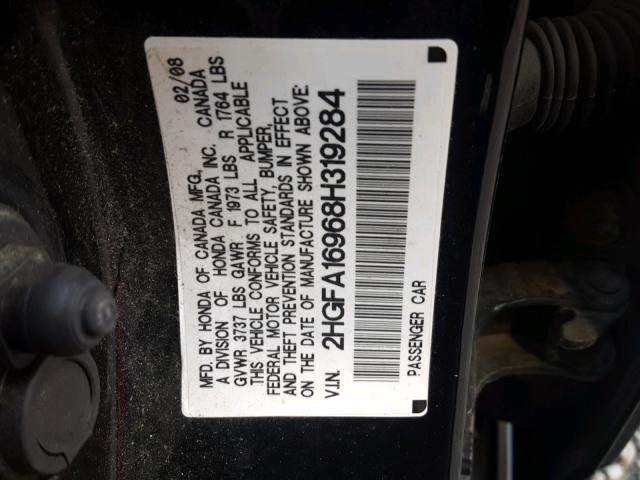 MFD. BY HONDA OF CANADA MFG., 02/08
A DIVISION OF HONDA CANADA INC. CANADA
GVWR 3737 LBS GAWR F 1973 LBS R 1764 LBS
THIS VEHICLE CONFORMS TO ALL APPLICABLE
FEDERAL MOTOR VEHICLE SAFETY, BUMPER,
AND THEFT PREVENTION STANDARDS IN EFFECT
ON THE DATE OF MANUFACTURE SHOWN ABOVE:
V.I.N. 2HGFA16968H319284
PASSENGER CAR